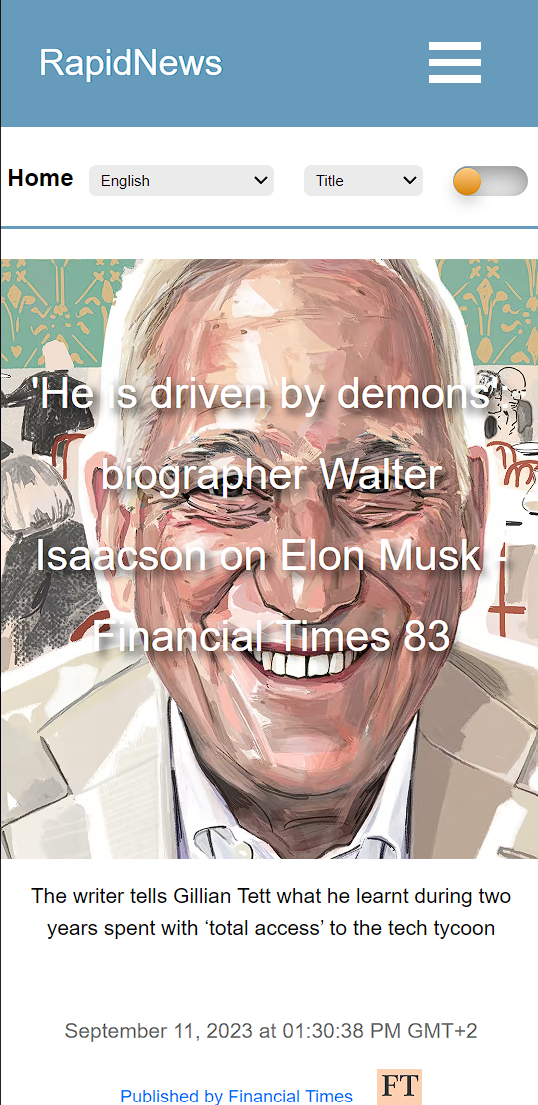 RapidNews
Home English Title
'He is driven by demons'
biographer Walter
Isaacson on Elon Musk -
Financial Times 83
The writer tells Gillian Tett what he learnt during two
years spent with ‘total access’ to the tech tycoon
September 11, 2023 at 01:30:38 PM GMT+2
Published by Financial Times FT